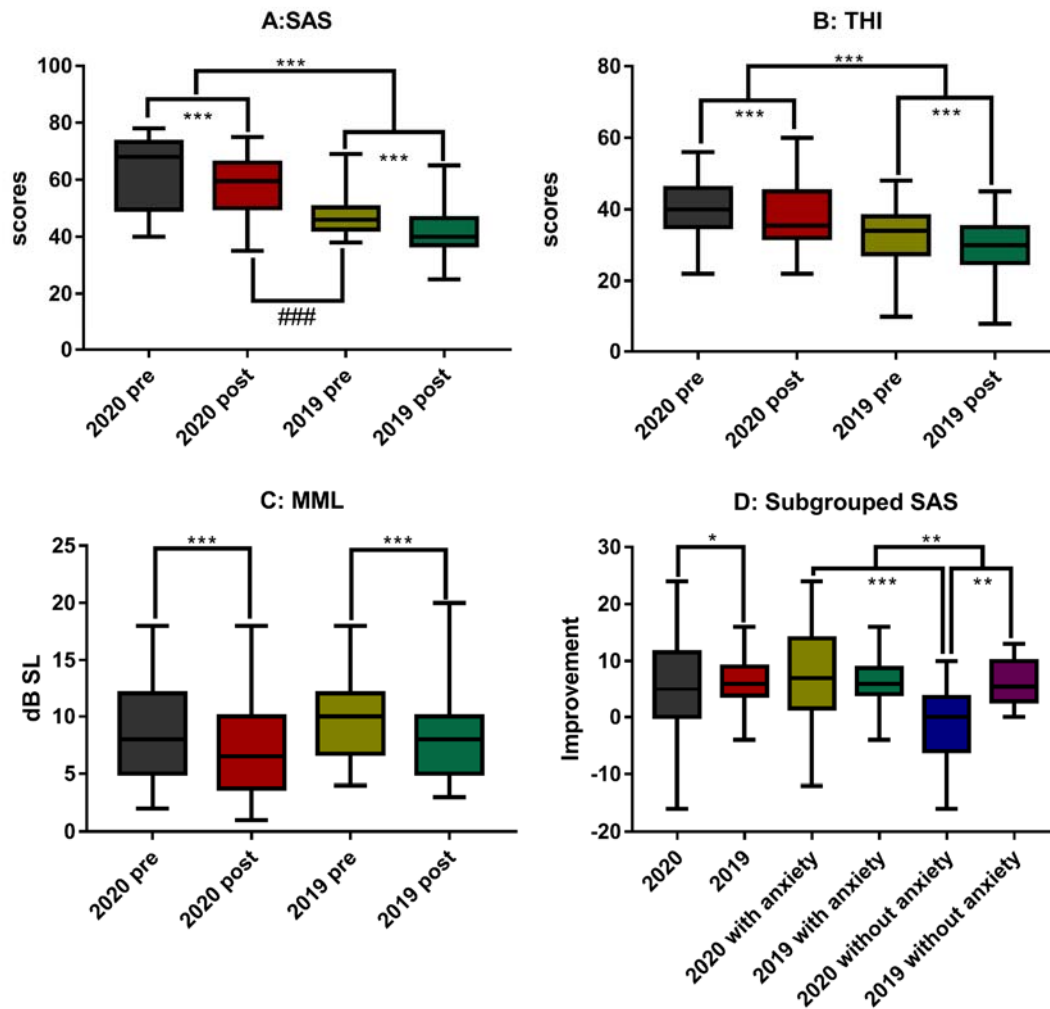 A:SAS
***
***
***
###
scores
100
80
60
40
20
0
2020 pre
2020 post
2019 pre
2019 post
B: THI
***
***
***
scores
80
60
40
20
0
2020 pre
2020 post
2019 pre
2019 post
C: MML
***
***
dB SL
25
20
15
10
5
0
2020 pre
2020 post
2019 pre
2019 post
D: Subgrouped SAS
*
**
***
**
Improvement
30
20
10
0
-10
-20
2020
2019
2020 with anxiety
2019 with anxiety
2020 without anxiety
2019 without anxiety